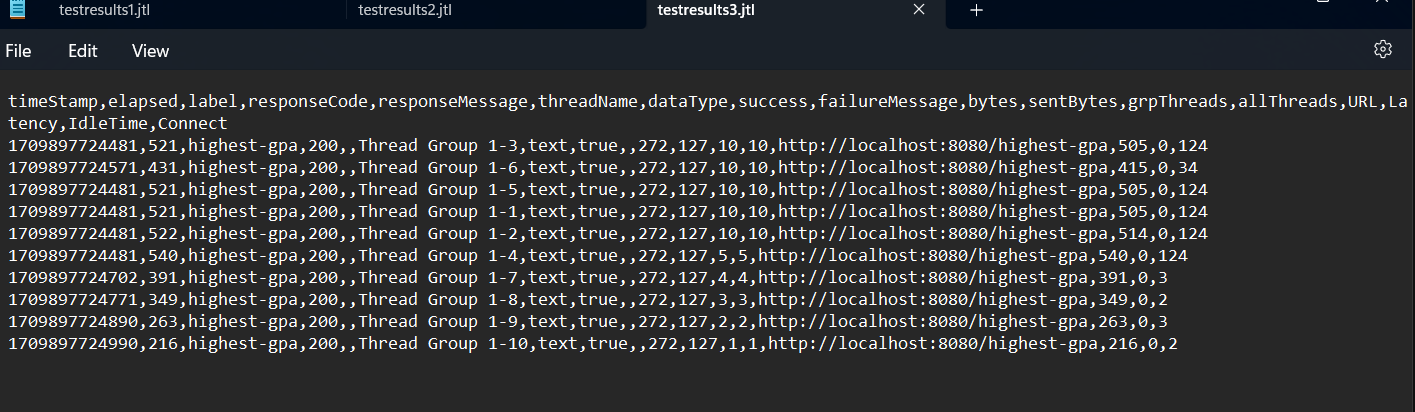 testresults1.jtl testresults2.jtl testresults3.jtl
File Edit View
timeStamp,elapsed,label,responseCode,responseMessage,threadName,dataType,success,failureMessage,bytes,sentBytes,grpThreads,allThreads,URL,La
tency,IdleTime,Connect
1709897724481,521,highest-gpa,200,,Thread Group 1-3,text,true,,272,127,10,10,http://localhost:8080/highest-gpa,505,0,124
1709897724571,431,highest-gpa,200,,Thread Group 1-6,text,true,,272,127,10,10,http://localhost:8080/highest-gpa,415,0,34
1709897724481,521,highest-gpa,200,,Thread Group 1-5,text,true,,272,127,10,10,http://localhost:8080/highest-gpa,505,0,124
1709897724481,521,highest-gpa,200,,Thread Group 1-1,text,true,,272,127,10,10,http://localhost:8080/highest-gpa,505,0,124
1709897724481,522,highest-gpa,200,,Thread Group 1-2,text,true,,272,127,10,10,http://localhost:8080/highest-gpa,514,0,124
1709897724481,540,highest-gpa,200,,Thread Group 1-4,text,true,,272,127,5,5,http://localhost:8080/highest-gpa,540,0,124
1709897724702,391,highest-gpa,200,,Thread Group 1-7,text,true,,272,127,4,4,http://localhost:8080/highest-gpa,391,0,3
1709897724771,349,highest-gpa,200,,Thread Group 1-8,text,true,,272,127,3,3,http://localhost:8080/highest-gpa,349,0,2
1709897724890,263,highest-gpa,200,,Thread Group 1-9,text,true,,272,127,2,2,http://localhost:8080/highest-gpa,263,0,3
1709897724990,216,highest-gpa,200,,Thread Group 1-10,text,true,,272,127,1,1,http://localhost:8080/highest-gpa,216,0,2